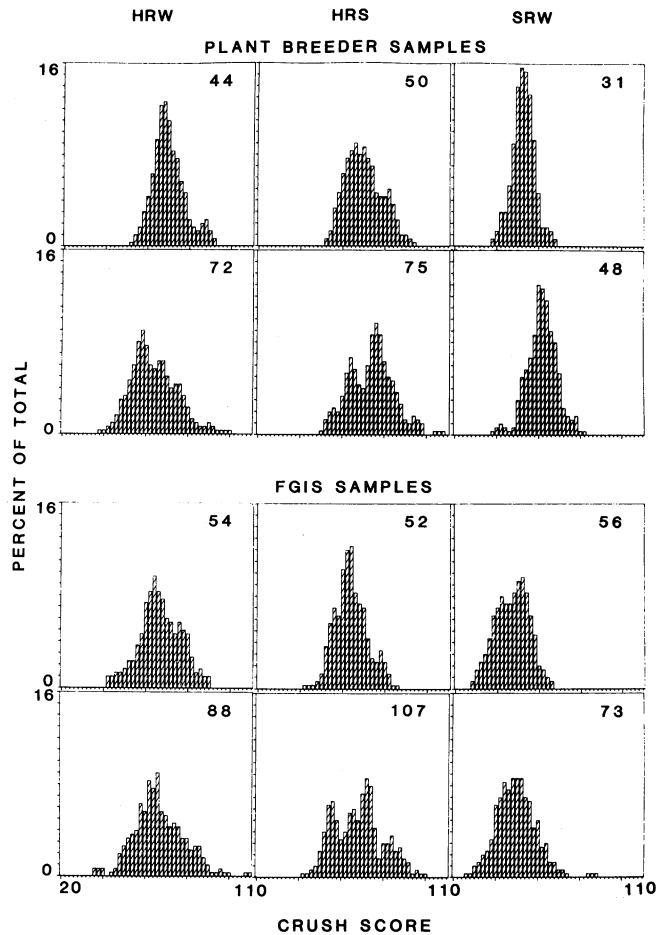 HRW HRS SRW
PLANT BREEDER SAMPLES
16 44 50 31
0
16 72 75 48
0
PERCENT OF TOTAL
FGIS SAMPLES
16 54 52 56
0
16 88 107 73
0
20 110 110 110
CRUSH SCORE